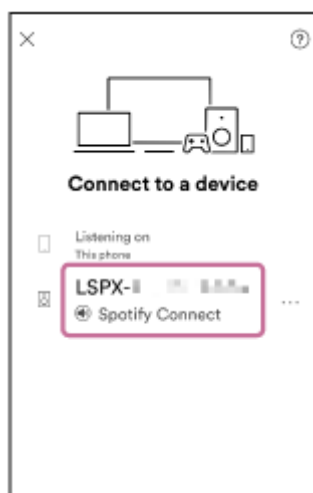 Connect to a device
Listening on
This phone
LSPX-
Spotify Connect